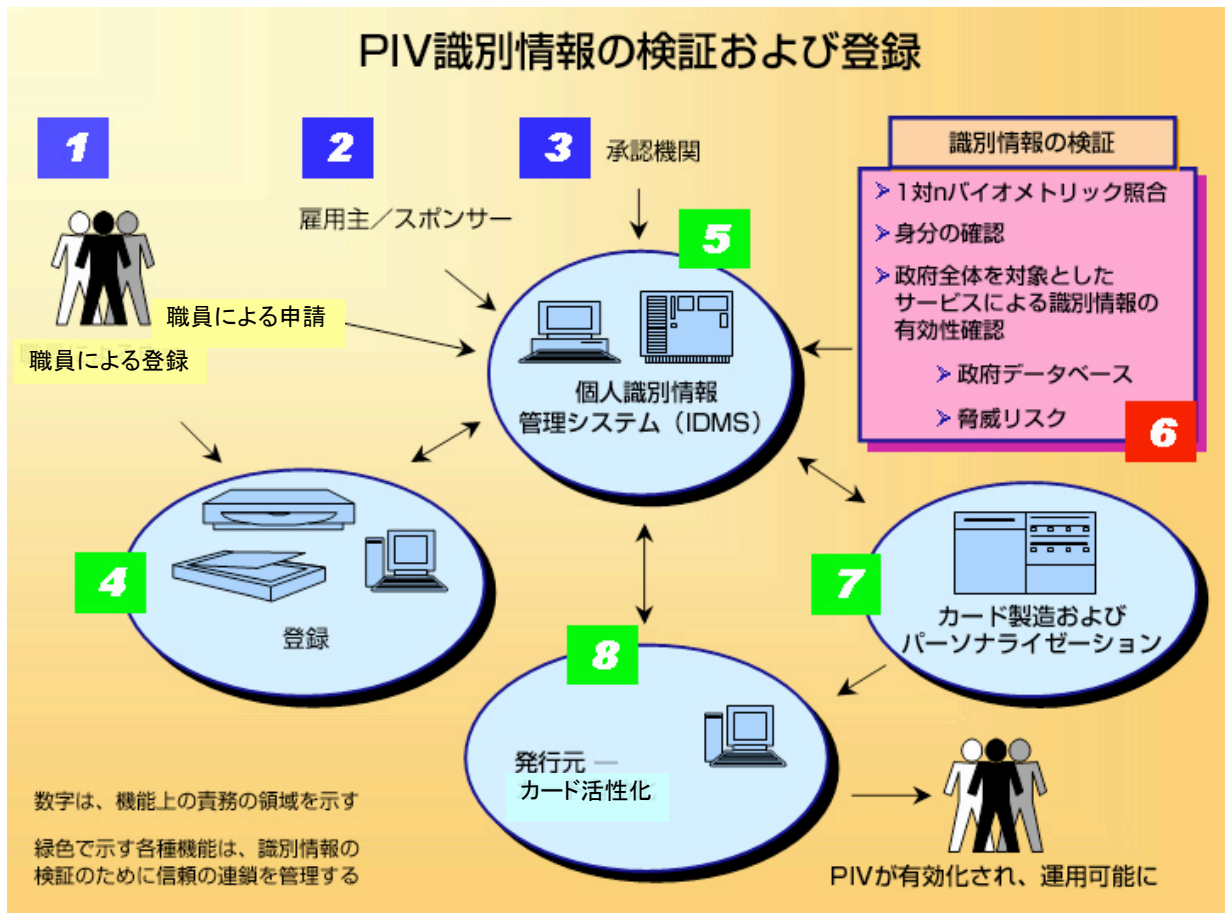 PIV識別情報の検証および登録
1
2
3
承認機関
雇用主／スポンサー
識別情報の検証
1対nバイオメトリック照合
身分の確認
政府全体を対象とした
サービスによる識別情報の
有効性確認
政府データベース
脅威リスク
6
5
職員による申請
職員による登録
個人識別情報
管理システム（IDMS）
4
登録
7
カード製造および
パーソナライゼーション
8
発行元 —
カード活性化
数字は、機能上の責務の領域を示す
緑色で示す各種機能は、識別情報の
検証のために信頼の連鎖を管理する
PIVが有効化され、運用可能に